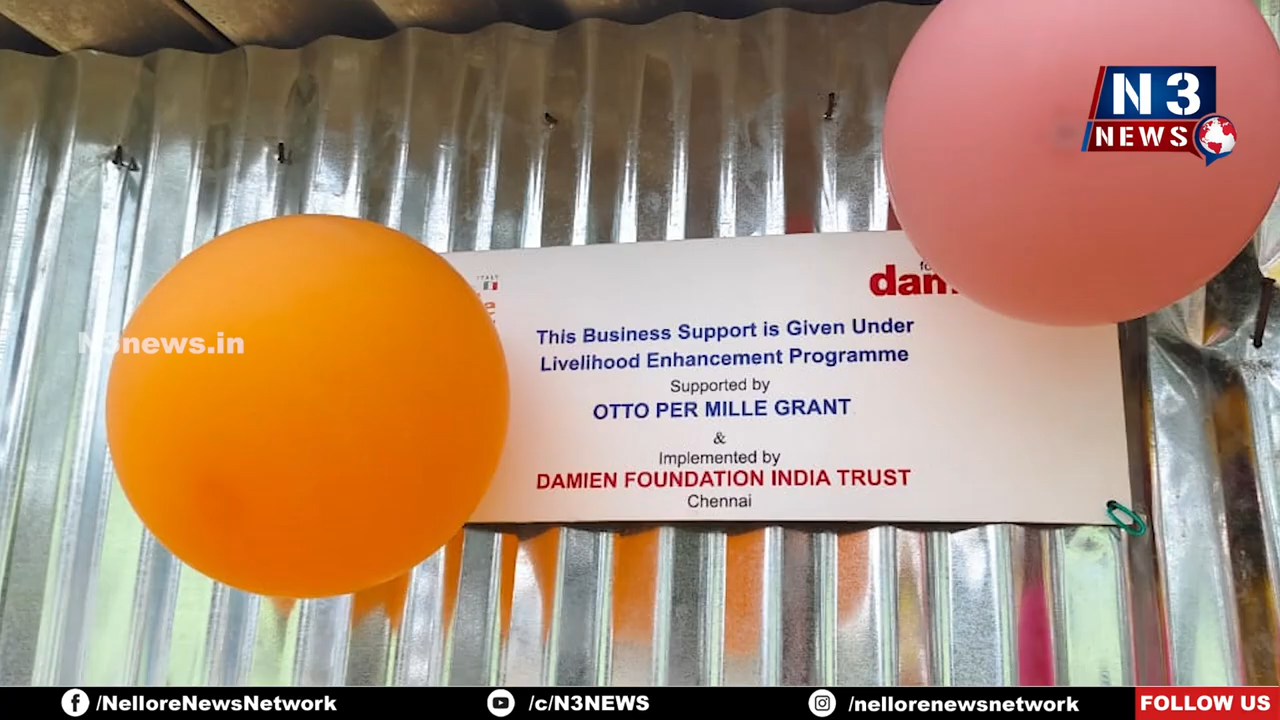 N3
NEWS
N3news.in
ITALY
dam
This Business Support is Given Under
Livelihood Enhancement Programme
Supported by
OTTO PER MILLE GRANT
&
Implemented by
DAMIEN FOUNDATION INDIA TRUST
Chennai
/NelloreNewsNetwork
/c/N3NEWS
/nellorenewsnetwork
FOLLOW US